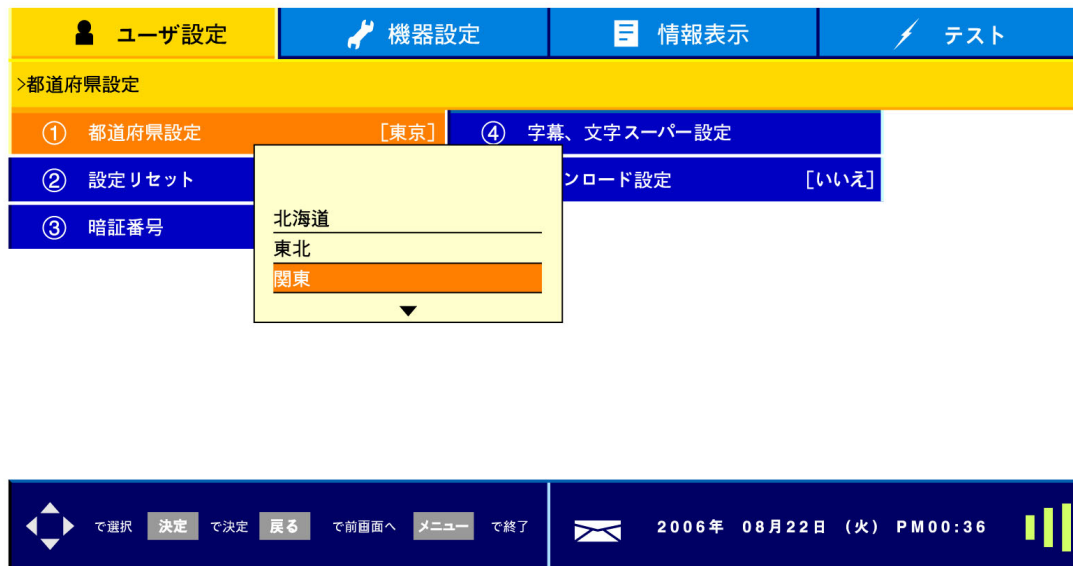 ユーザ設定
機器設定
情報表示
テスト
>都道府県設定
① 都道府県設定 [東京]
② 設定リセット
③ 暗証番号
④ 字幕、文字スーパー設定
ンロード設定 [いいえ]
北海道
東北
関東
で選択 決定 で決定 戻る で前画面へ メニュー で終了
2006年 08月22日 (火) PM00:36